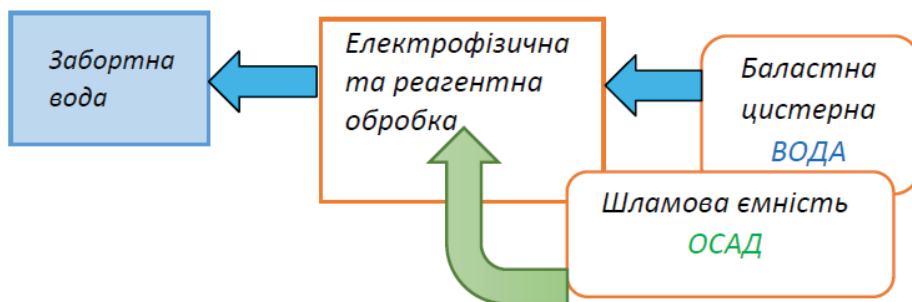 Забортна
вода
Електрофізична
та реагентна
обробка
Баластна
цистерна
ВОДА
Шламова ємність
ОСАД